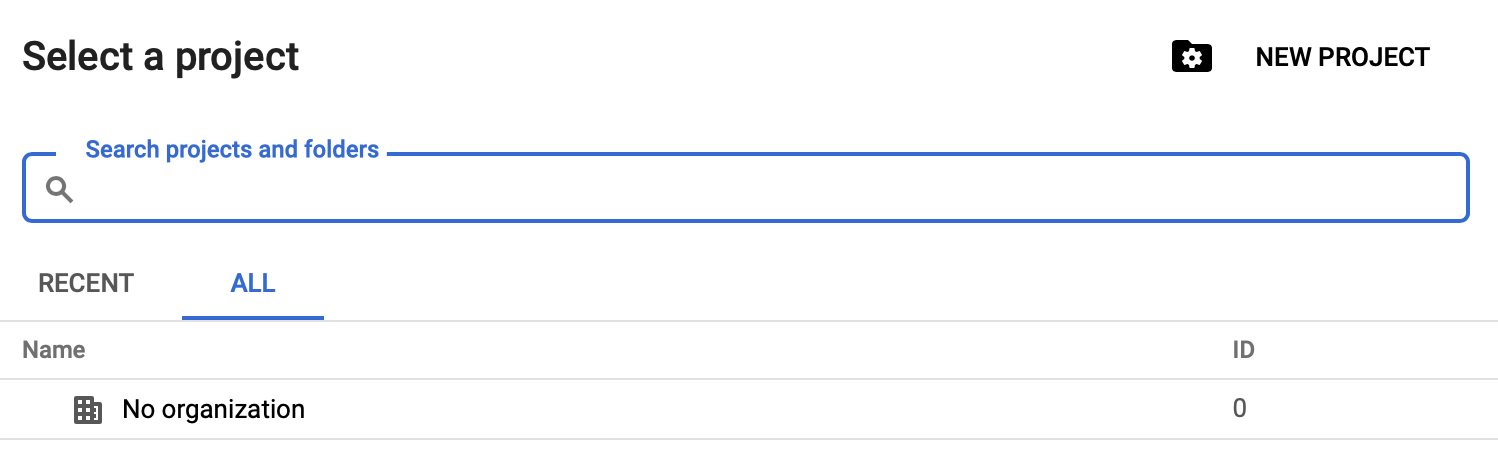 Select a project
NEW PROJECT
Search projects and folders
RECENT ALL
Name ID
No organization 0